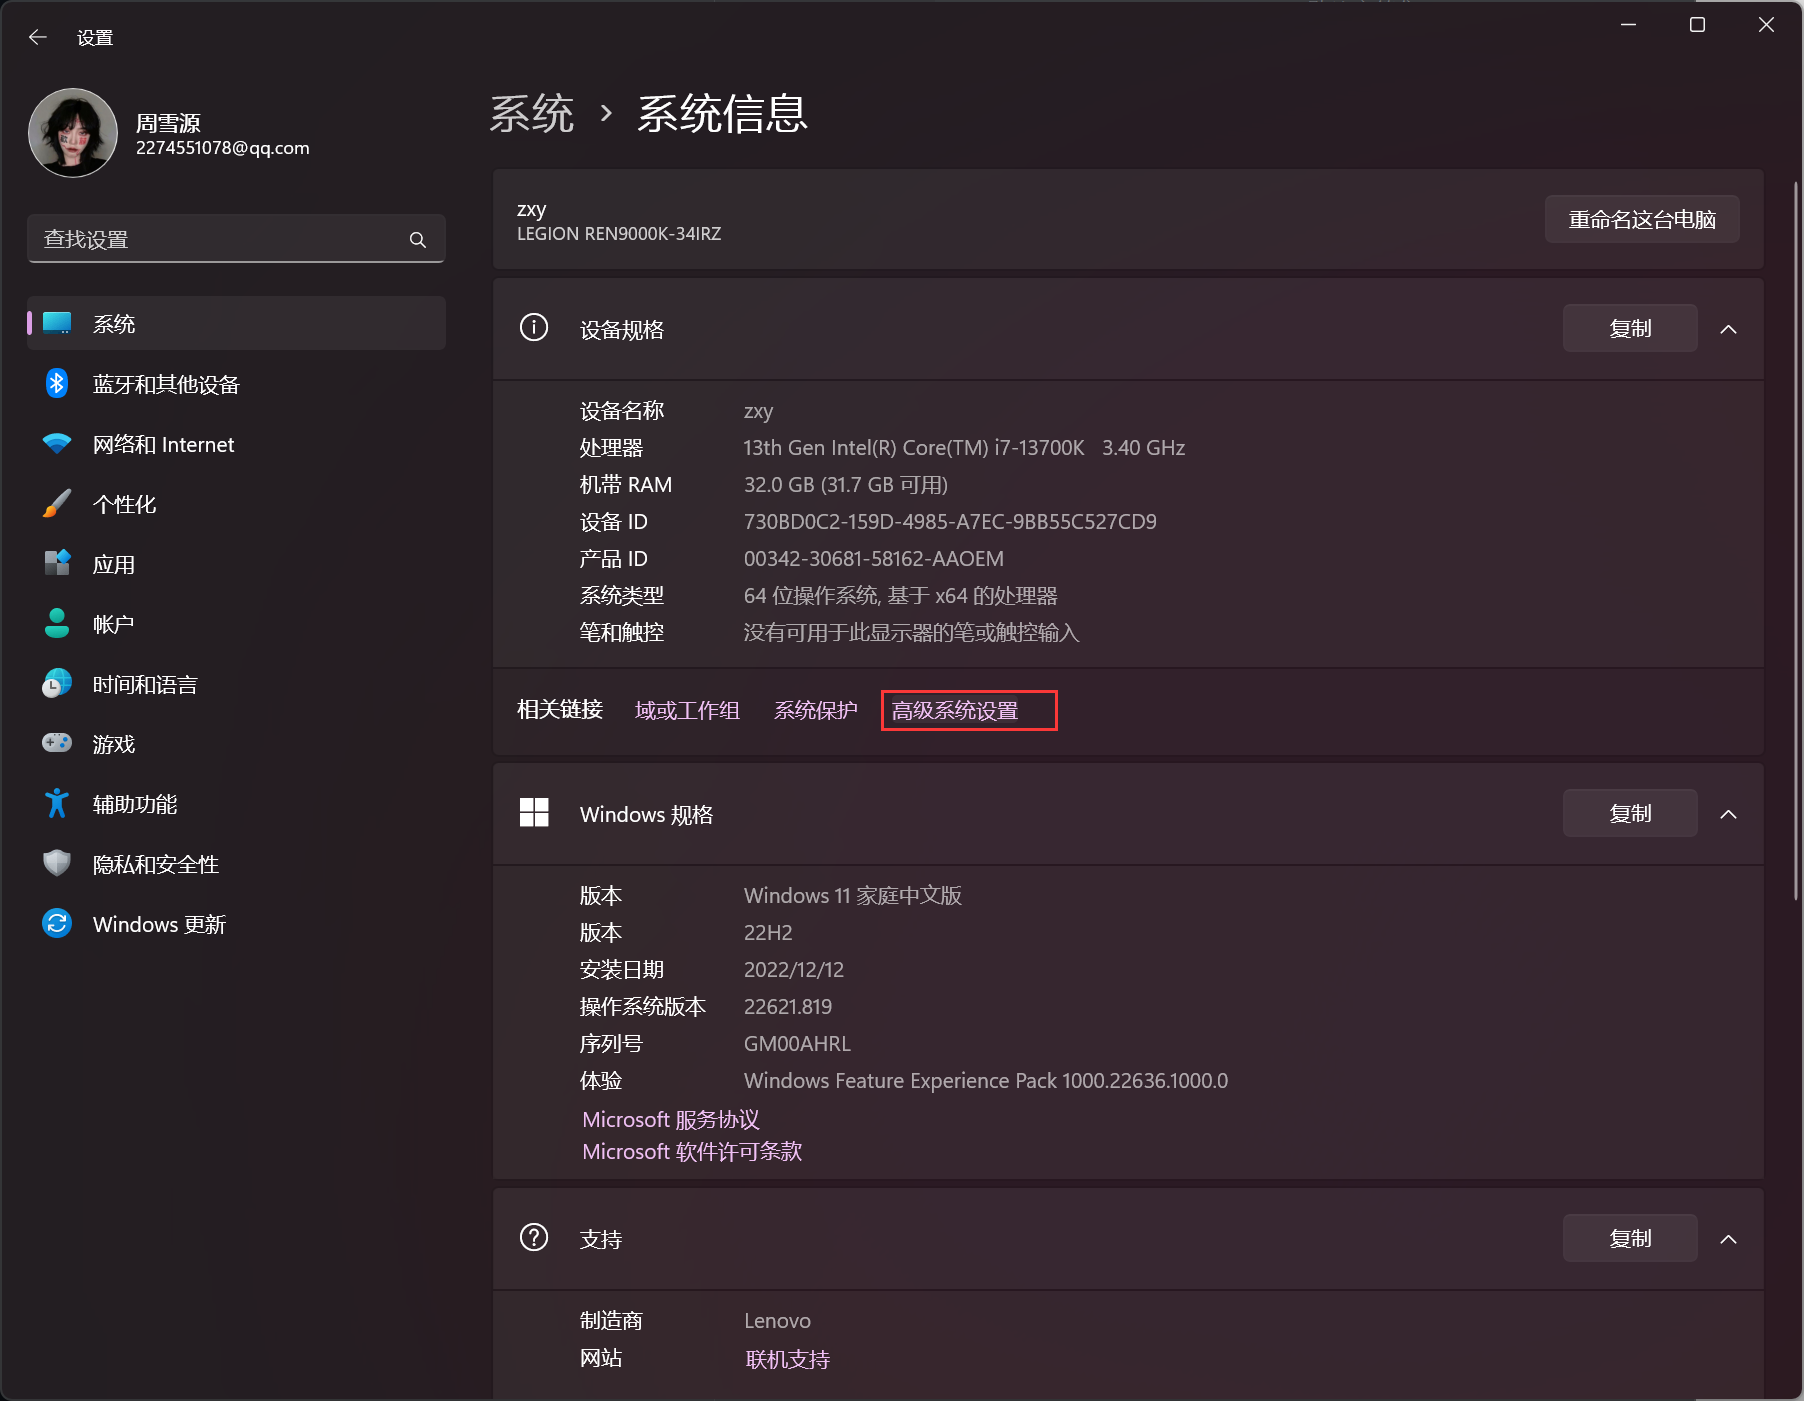 设置
周雪源
2274551078@qq.com
查找设置
系统
蓝牙和其他设备
网络和 Internet
个性化
应用
帐户
时间和语言
游戏
辅助功能
隐私和安全性
Windows 更新
系统 › 系统信息
zxy
LEGION REN9000K-34IRZ
重命名这台电脑
设备规格
复制
设备名称 zxy
处理器 13th Gen Intel(R) Core(TM) i7-13700K 3.40 GHz
机带 RAM 32.0 GB (31.7 GB 可用)
设备 ID 730BD0C2-159D-4985-A7EC-9BB55C527CD9
产品 ID 00342-30681-58162-AAOEM
系统类型 64 位操作系统, 基于 x64 的处理器
笔和触控 没有可用于此显示器的笔或触控输入
相关链接 域或工作组 系统保护 高级系统设置
Windows 规格
复制
版本 Windows 11 家庭中文版
版本 22H2
安装日期 2022/12/12
操作系统版本 22621.819
序列号 GM00AHRL
体验 Windows Feature Experience Pack 1000.22636.1000.0
Microsoft 服务协议
Microsoft 软件许可条款
支持
复制
制造商 Lenovo
网站 联机支持